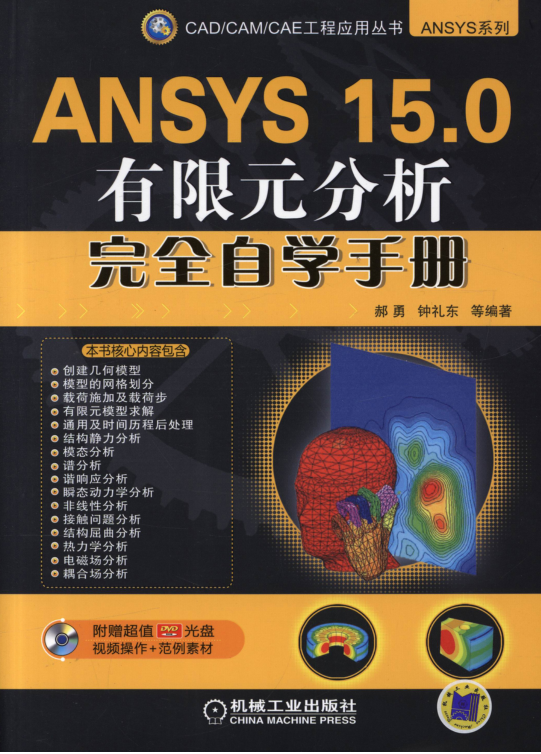 CAD/CAM/CAE工程应用丛书 ANSYS系列
ANSYS 15.0
有限元分析
完全自学手册
郝勇 钟礼东 等编著
本书核心内容包含
创建几何模型
模型的网格划分
载荷施加及载荷步
有限元模型求解
通用及时间历程后处理
结构静力分析
模态分析
谱分析
谐响应分析
瞬态动力学分析
非线性分析
接触问题分析
结构屈曲分析
热力学分析
电磁场分析
耦合场分析
附赠超值 DVD 光盘
视频操作+范例素材
机械工业出版社
CHINA MACHINE PRESS